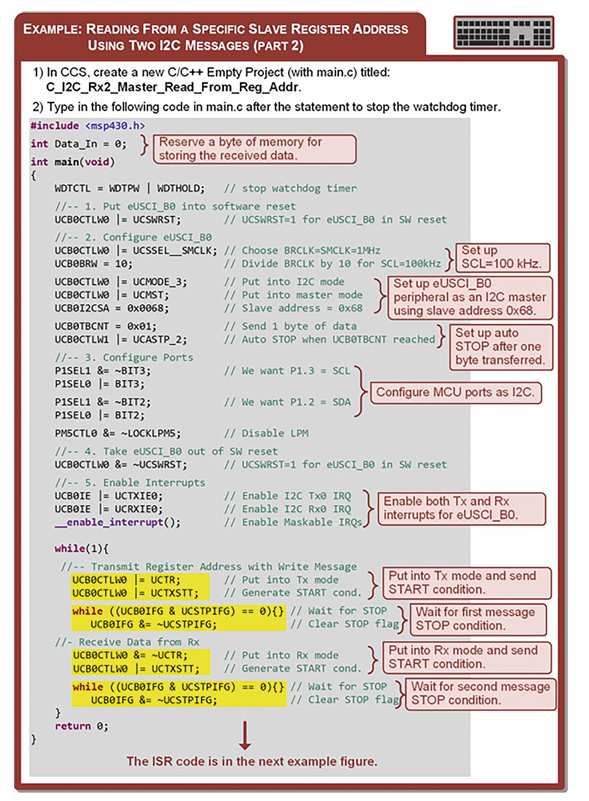 EXAMPLE: READING FROM A SPECIFIC SLAVE REGISTER ADDRESS
USING TWO I2C MESSAGES (PART 2)
1) In CCS, create a new C/C++ Empty Project (with main.c) titled:
C_I2C_Rx2_Master_Read_From_Reg_Addr.
2) Type in the following code in main.c after the statement to stop the watchdog timer.
#include <msp430.h>
int Data_In = 0;
Reserve a byte of memory for
storing the received data.
int main(void)
{
WDTCTL = WDTPW | WDTHOLD; // stop watchdog timer
//-- 1. Put eUSCI_B0 into software reset
UCB0CTLW0 |= UCSWRST; // UCSWRST=1 for eUSCI_B0 in SW reset
//-- 2. Configure eUSCI_B0
UCB0CTLW0 |= UCSSEL__SMCLK; // Choose BRCLK=SMCLK=1MHz
UCB0BRW = 10; // Divide BRCLK by 10 for SCL=100kHz
Set up
SCL=100 kHz.
UCB0CTLW0 |= UCMODE_3; // Put into I2C mode
UCB0CTLW0 |= UCMST; // Put into master mode
UCB0I2CSA = 0x0068; // Slave address = 0x68
Set up eUSCI_B0
peripheral as an I2C master
using slave address 0x68.
UCB0TBCNT = 0x01; // Send 1 byte of data
UCB0CTLW1 |= UCASTP_2; // Auto STOP when UCB0TBCNT reached
Set up auto
STOP after one
byte transferred.
//-- 3. Configure Ports
P1SEL1 &= ~BIT3; // We want P1.3 = SCL
P1SEL0 |= BIT3;
P1SEL1 &= ~BIT2; // We want P1.2 = SDA
P1SEL0 |= BIT2;
Configure MCU ports as I2C.
PM5CTL0 &= ~LOCKLPM5; // Disable LPM
//-- 4. Take eUSCI_B0 out of SW reset
UCB0CTLW0 &= ~UCSWRST; // UCSWRST=1 for eUSCI_B0 in SW reset
//-- 5. Enable Interrupts
UCB0IE |= UCTXIE0; // Enable I2C Tx0 IRQ
UCB0IE |= UCRXIE0; // Enable I2C Rx0 IRQ
__enable_interrupt(); // Enable Maskable IRQs
Enable both Tx and Rx
interrupts for eUSCI_B0.
while(1){
//-- Transmit Register Address with Write Message
UCB0CTLW0 |= UCTR; // Put into Tx mode
UCB0CTLW0 |= UCTXSTT; // Generate START cond.
Put into Tx mode and send
START condition.
while ((UCB0IFG & UCSTPIFG) == 0){} // Wait for STOP
UCB0IFG &= ~UCSTPIFG; // Clear STOP flag
Wait for first message
STOP condition.
//- Receive Data from Rx
UCB0CTLW0 &= ~UCTR; // Put into Rx mode
UCB0CTLW0 |= UCTXSTT; // Generate START cond.
Put into Rx mode and send
START condition.
while ((UCB0IFG & UCSTPIFG) == 0){} // Wait for STOP
UCB0IFG &= ~UCSTPIFG; // Clear STOP flag
Wait for second message
STOP condition.
}
return 0;
}
The ISR code is in the next example figure.